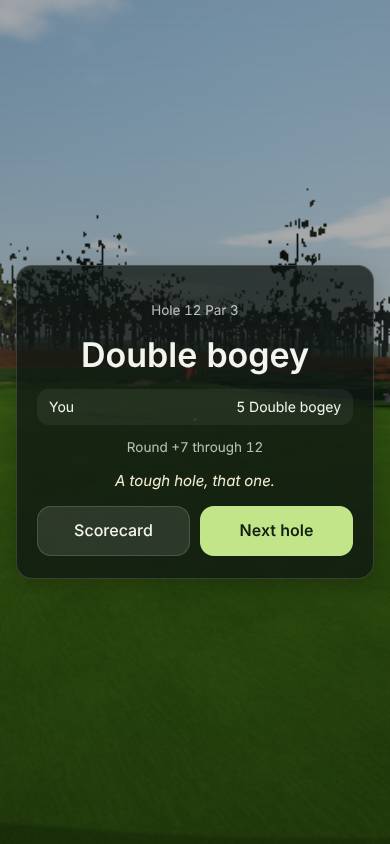 Hole 12 Par 3
Double bogey
You 5 Double bogey
Round +7 through 12
A tough hole, that one.
Scorecard Next hole